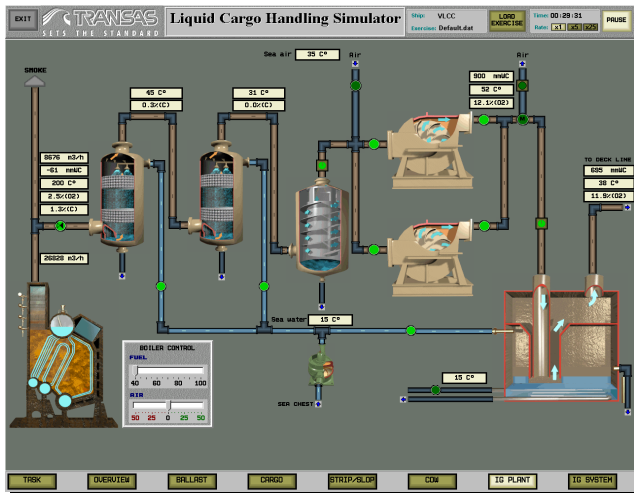 EXIT
TRANSAS
SETS THE STANDARD
Liquid Cargo Handling Simulator
Ship: VLCC
Exercise: Default.dat
LOAD
EXERCISE
Time: 00:29:31
Rate: x1 x5 x25
PAUSE
Sea air 35 C°
Air
Air
SMOKE
45 C°
0.3%(C)
31 C°
0.0%(C)
900 mmWC
52 C°
12.1%(O2)
8676 m3/h
-61 mmWC
200 C°
2.5%(O2)
1.3%(C)
TO DECK LINE
695 mmWC
38 C°
11.9%(O2)
26828 m3/h
Sea water 15 C°
BOILER CONTROL
FUEL
40 60 80 100
AIR
50 25 0 25 50
SEA CHEST
15 C°
TASK
OVERVIEW
BALLAST
CARGO
STRIP/SLOP
COW
IG PLANT
IG SYSTEM